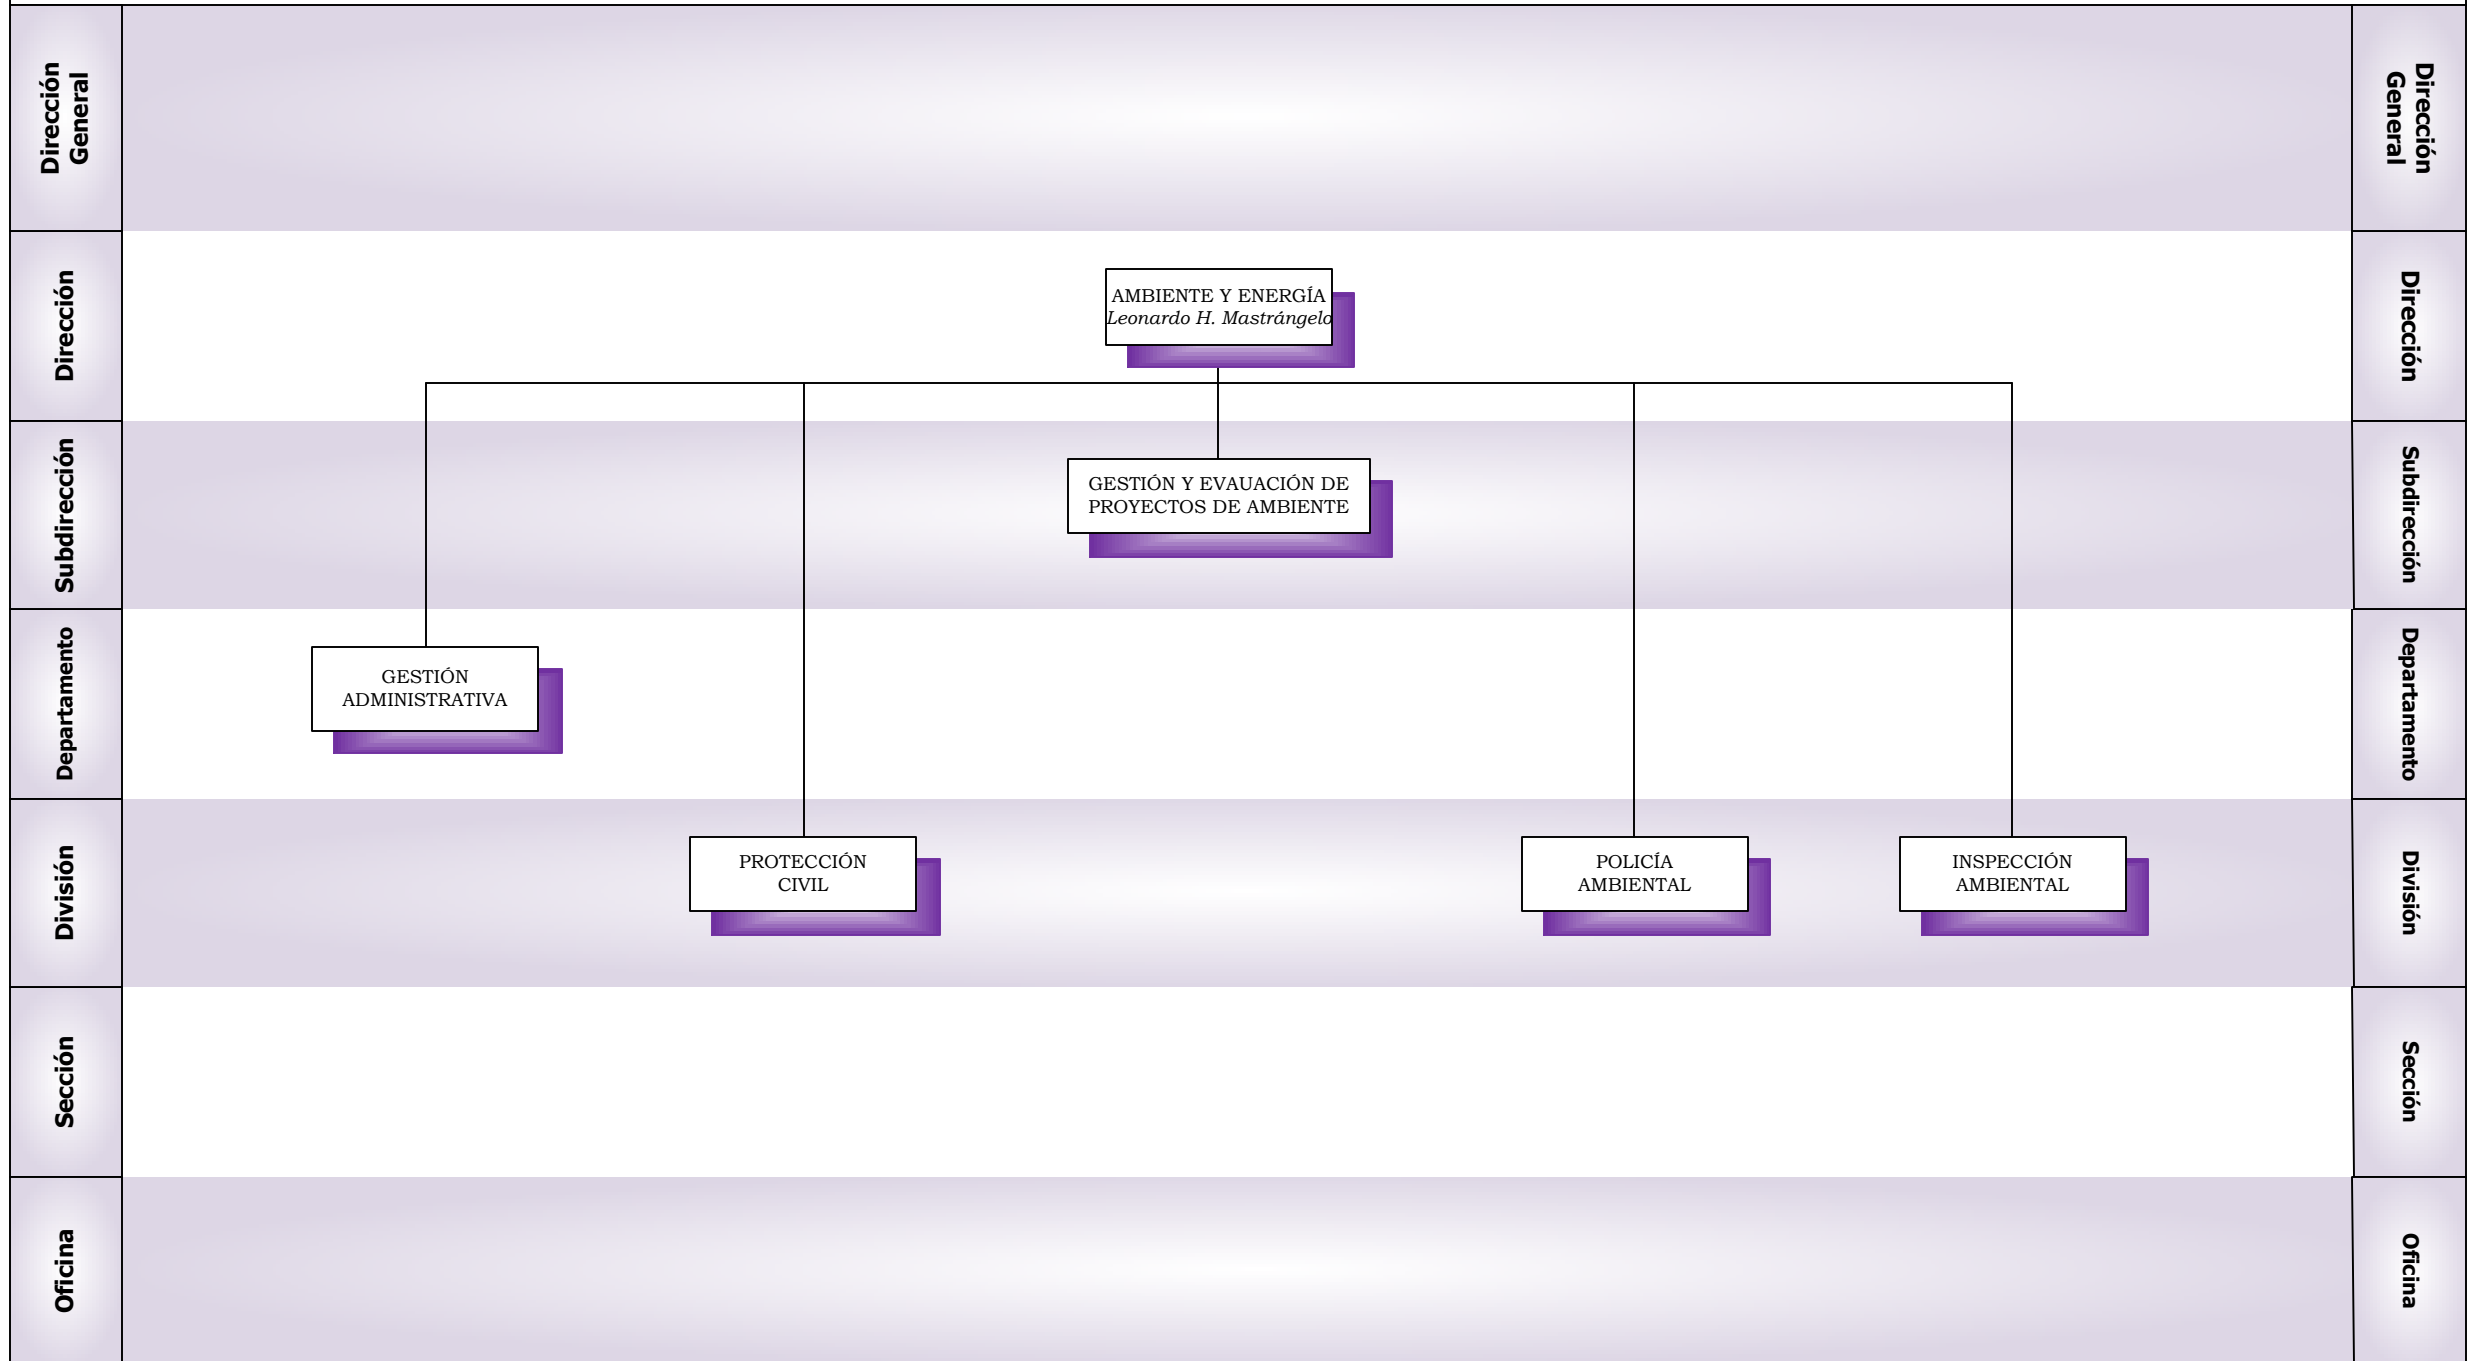 Dirección
General
Dirección
General
Dirección
AMBIENTE Y ENERGÍA
Leonardo H. Mastrángelo
Dirección
Subdirección
GESTIÓN Y EVAUACIÓN DE
PROYECTOS DE AMBIENTE
Subdirección
Departamento
GESTIÓN
ADMINISTRATIVA
Departamento
División
PROTECCIÓN
CIVIL
POLICÍA
AMBIENTAL
INSPECCIÓN
AMBIENTAL
División
Sección
Sección
Oficina
Oficina